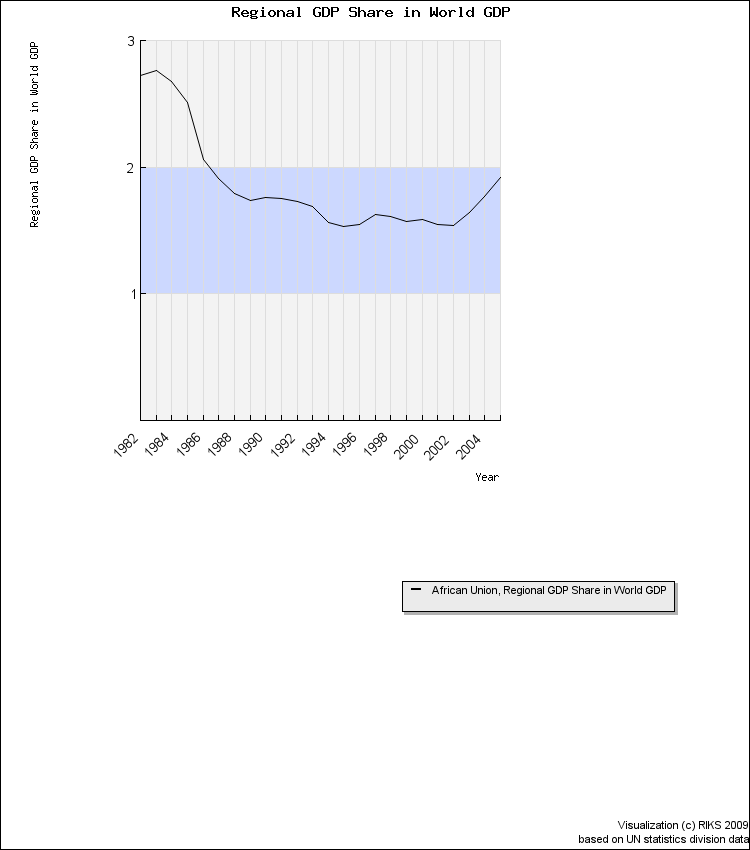 Regional GDP Share in World GDP
Regional GDP Share in World GDP
3
2
1
1982
1984
1986
1988
1990
1992
1994
1996
1998
2000
2002
2004
Year
African Union, Regional GDP Share in World GDP
Visualization (c) RIKS 2009
based on UN statistics division data